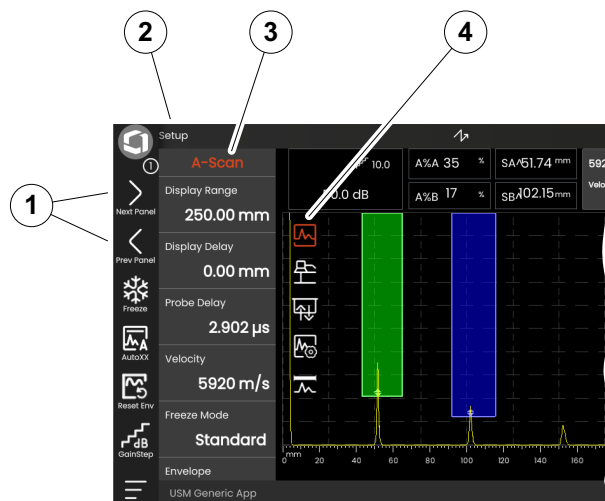 2
3
4
Setup
1
A-Scan
10.0
A%A 35 %
SA^51.74 mm
592
0.0 dB
A%B 17 %
SB^102.15 mm
Velo
1
Next Panel
Prev Panel
Freeze
AutoXX
Reset Env
dB
GainStep
Display Range
250.00 mm
Display Delay
0.00 mm
Probe Delay
2.902 µs
Velocity
5920 m/s
Freeze Mode
Standard
Envelope
0 mm 20 40 60 80 100 120 140 160
USM Generic App